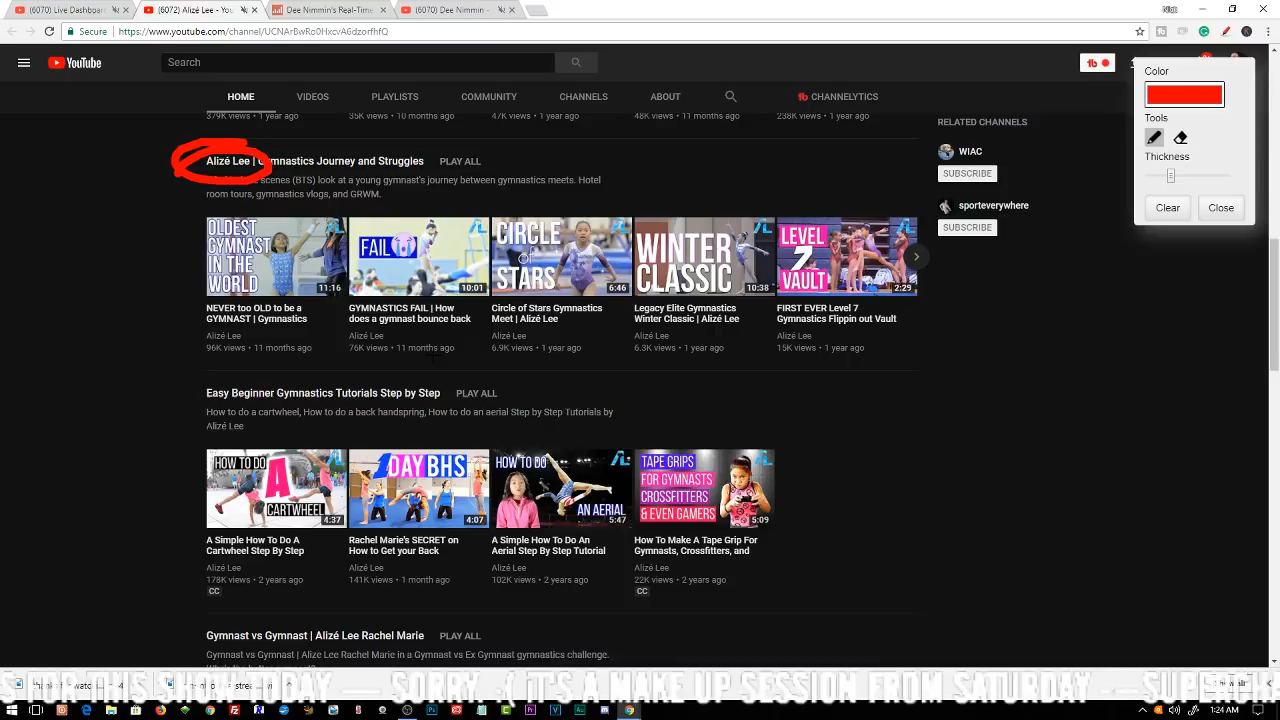 (6070) Live Dashboard
(6072) Alizé Lee - You
Dee Nimmin's Real-Time
(6070) Dee Nimmin -
Secure
https://www.youtube.com/channel/UCNArBwRo0HxcvA6dzorfhfQ
YouTube
Search
tb
HOME VIDEOS PLAYLISTS COMMUNITY CHANNELS ABOUT CHANNELYTICS
Color
Tools
Thickness
Clear Close
379K views • 1 year ago 35K views • 10 months ago 47K views • 1 year ago 48K views • 11 months ago 238K views • 1 year ago
RELATED CHANNELS
WIAC
SUBSCRIBE
sporteverywhere
SUBSCRIBE
Alizé Lee | Gymnastics Journey and Struggles PLAY ALL
scenes (BTS) look at a young gymnast's journey between gymnastics meets. Hotel
room tours, gymnastics vlogs, and GRWM.
OLDEST
GYMNAST
IN THE
WORLD
11:16
FAIL
10:01
CIRCLE
of
STARS
6:46
WINTER
CLASSIC
10:38
LEVEL
7
VAULT
2:29
NEVER too OLD to be a
GYMNAST | Gymnastics
Alizé Lee
96K views • 11 months ago
GYMNASTICS FAIL | How
does a gymnast bounce back
Alizé Lee
76K views • 11 months ago
Circle of Stars Gymnastics
Meet | Alizé Lee
Alizé Lee
6.9K views • 1 year ago
Legacy Elite Gymnastics
Winter Classic | Alizé Lee
Alizé Lee
6.3K views • 1 year ago
FIRST EVER Level 7
Gymnastics Flippin out Vault
Alizé Lee
15K views • 1 year ago
Easy Beginner Gymnastics Tutorials Step by Step PLAY ALL
How to do a cartwheel, How to do a back handspring, How to do an aerial Step by Step Tutorials by
Alizé Lee
HOW TO DO
A
CARTWHEEL
4:37
1 DAY BHS
4:07
HOW TO DO
AN AERIAL
5:47
TAPE GRIPS
FOR GYMNASTS
CROSSFITTERS
& EVEN GAMERS
5:09
A Simple How To Do A
Cartwheel Step By Step
Alizé Lee
178K views • 2 years ago
CC
Rachel Marie's SECRET on
How to Get your Back
Alizé Lee
141K views • 1 month ago
A Simple How To Do An
Aerial Step By Step Tutorial
Alizé Lee
102K views • 2 years ago
How To Make A Tape Grip For
Gymnasts, Crossfitters, and
Alizé Lee
22K views • 2 years ago
CC
Gymnast vs Gymnast | Alizé Lee Rachel Marie PLAY ALL
Gymnast vs Gymnast | Alizé Lee Rachel Marie in a Gymnast vs Ex Gymnast gymnastics challenge.
SORRY - IT'S A MAKE UP SESSION FROM SATURDAY
1:24 AM